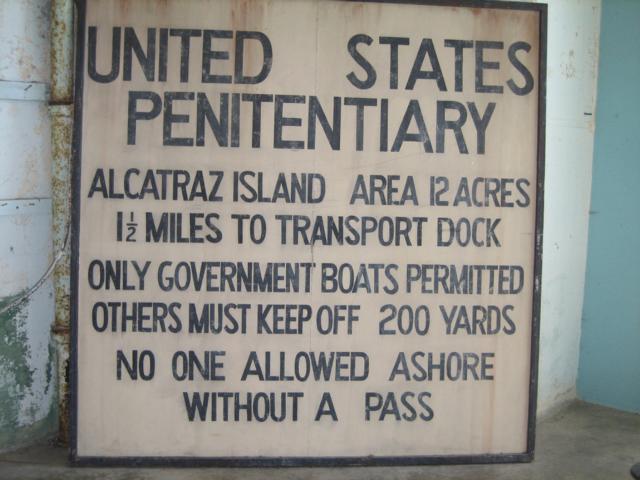 UNITED STATES
PENITENTIARY
ALCATRAZ ISLAND AREA 12 ACRES
1½ MILES TO TRANSPORT DOCK
ONLY GOVERNMENT BOATS PERMITTED
OTHERS MUST KEEP OFF 200 YARDS
NO ONE ALLOWED ASHORE
WITHOUT A PASS